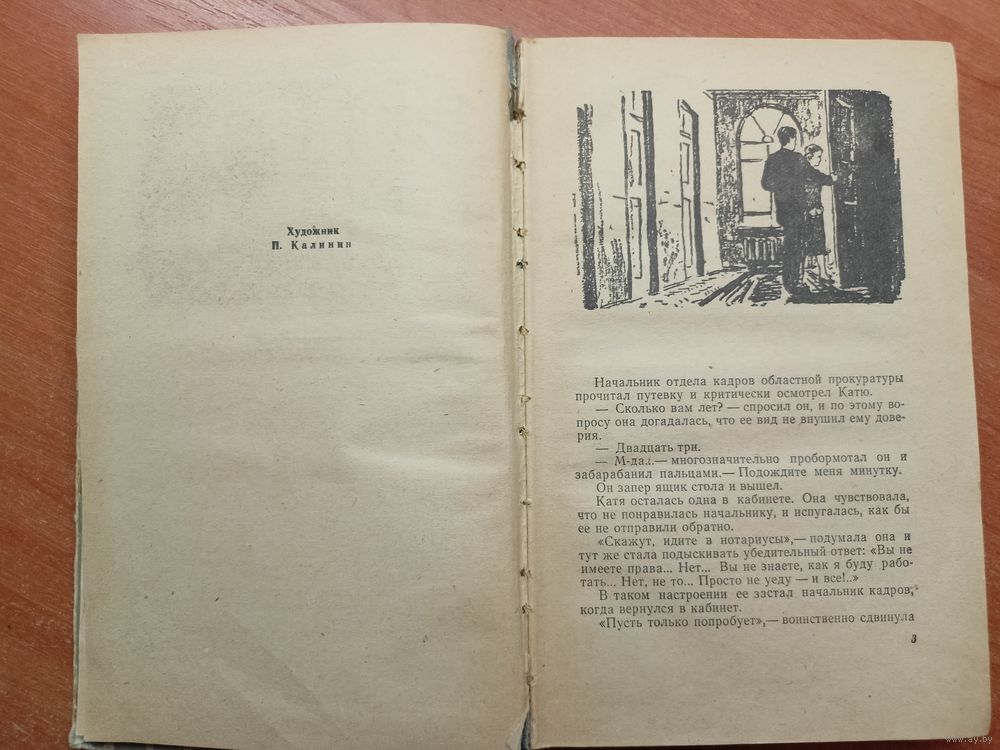 Художник
П. Калинин
Начальник отдела кадров областной прокуратуры
прочитал путевку и критически осмотрел Катю.
— Сколько вам лет? — спросил он, и по этому во-
просу она догадалась, что ее вид не внушил ему дове-
рия.
— Двадцать три.
— М-да...— многозначительно пробормотал он и
забарабанил пальцами.— Подождите меня минутку.
Он запер ящик стола и вышел.
Катя осталась одна в кабинете. Она чувствовала,
что не понравилась начальнику, и испугалась, как бы
ее не отправили обратно.
«Скажут, идите в нотариусы»,— подумала она и
тут же стала подыскивать убедительный ответ: «Вы не
имеете права... Нет... Вы не знаете, как я буду рабо-
тать... Нет, не то... Просто не уеду — и все!..»
В таком настроении ее застал начальник кадров,
когда вернулся в кабинет.
«Пусть только попробует»,— воинственно сдвинула
3
www.ay.by